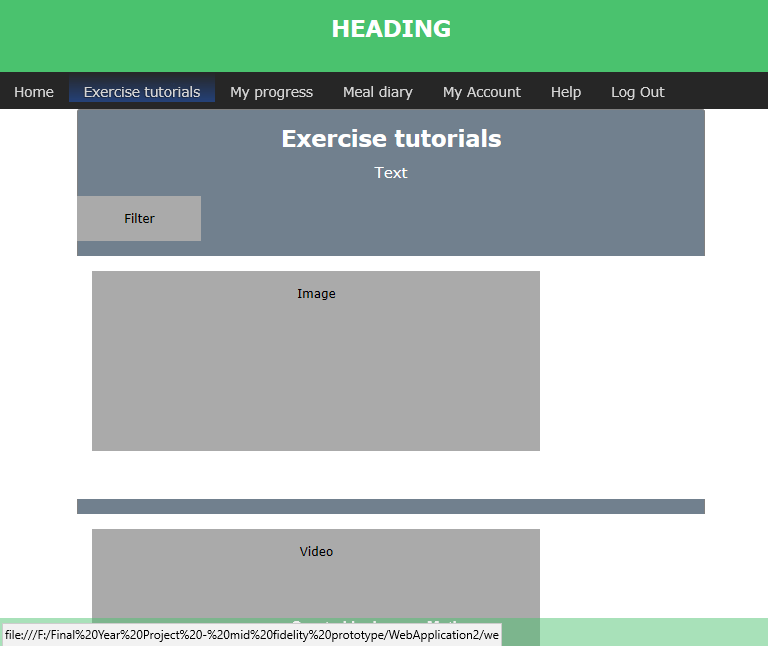 HEADING
Home Exercise tutorials My progress Meal diary My Account Help Log Out
Exercise tutorials
Text
Filter
Image
Video
file:///F:/Final%20Year%20Project%20-%20mid%20fidelity%20prototype/WebApplication2/we